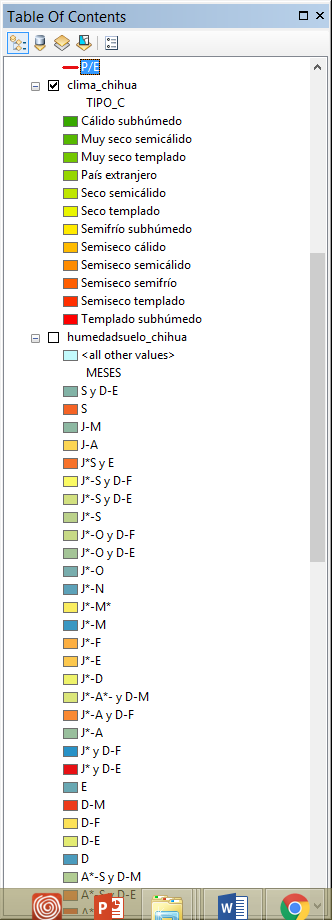 Table Of Contents
P/E
clima_chihua
TIPO_C
Cálido subhúmedo
Muy seco semicálido
Muy seco templado
País extranjero
Seco semicálido
Seco templado
Semifrío subhúmedo
Semiseco cálido
Semiseco semicálido
Semiseco semifrío
Semiseco templado
Templado subhúmedo
humedadsuelo_chihua
<all other values>
MESES
S y D-E
S
J-M
J-A
J*S y E
J*-S y D-F
J*-S y D-E
J*-S
J*-O y D-F
J*-O y D-E
J*-O
J*-N
J*-M*
J*-M
J*-F
J*-E
J*-D
J*-A*- y D-M
J*-A y D-F
J*-A
J* y D-F
J* y D-E
E
D-M
D-F
D-E
D
A*-S y D-M
A*-S y D-E